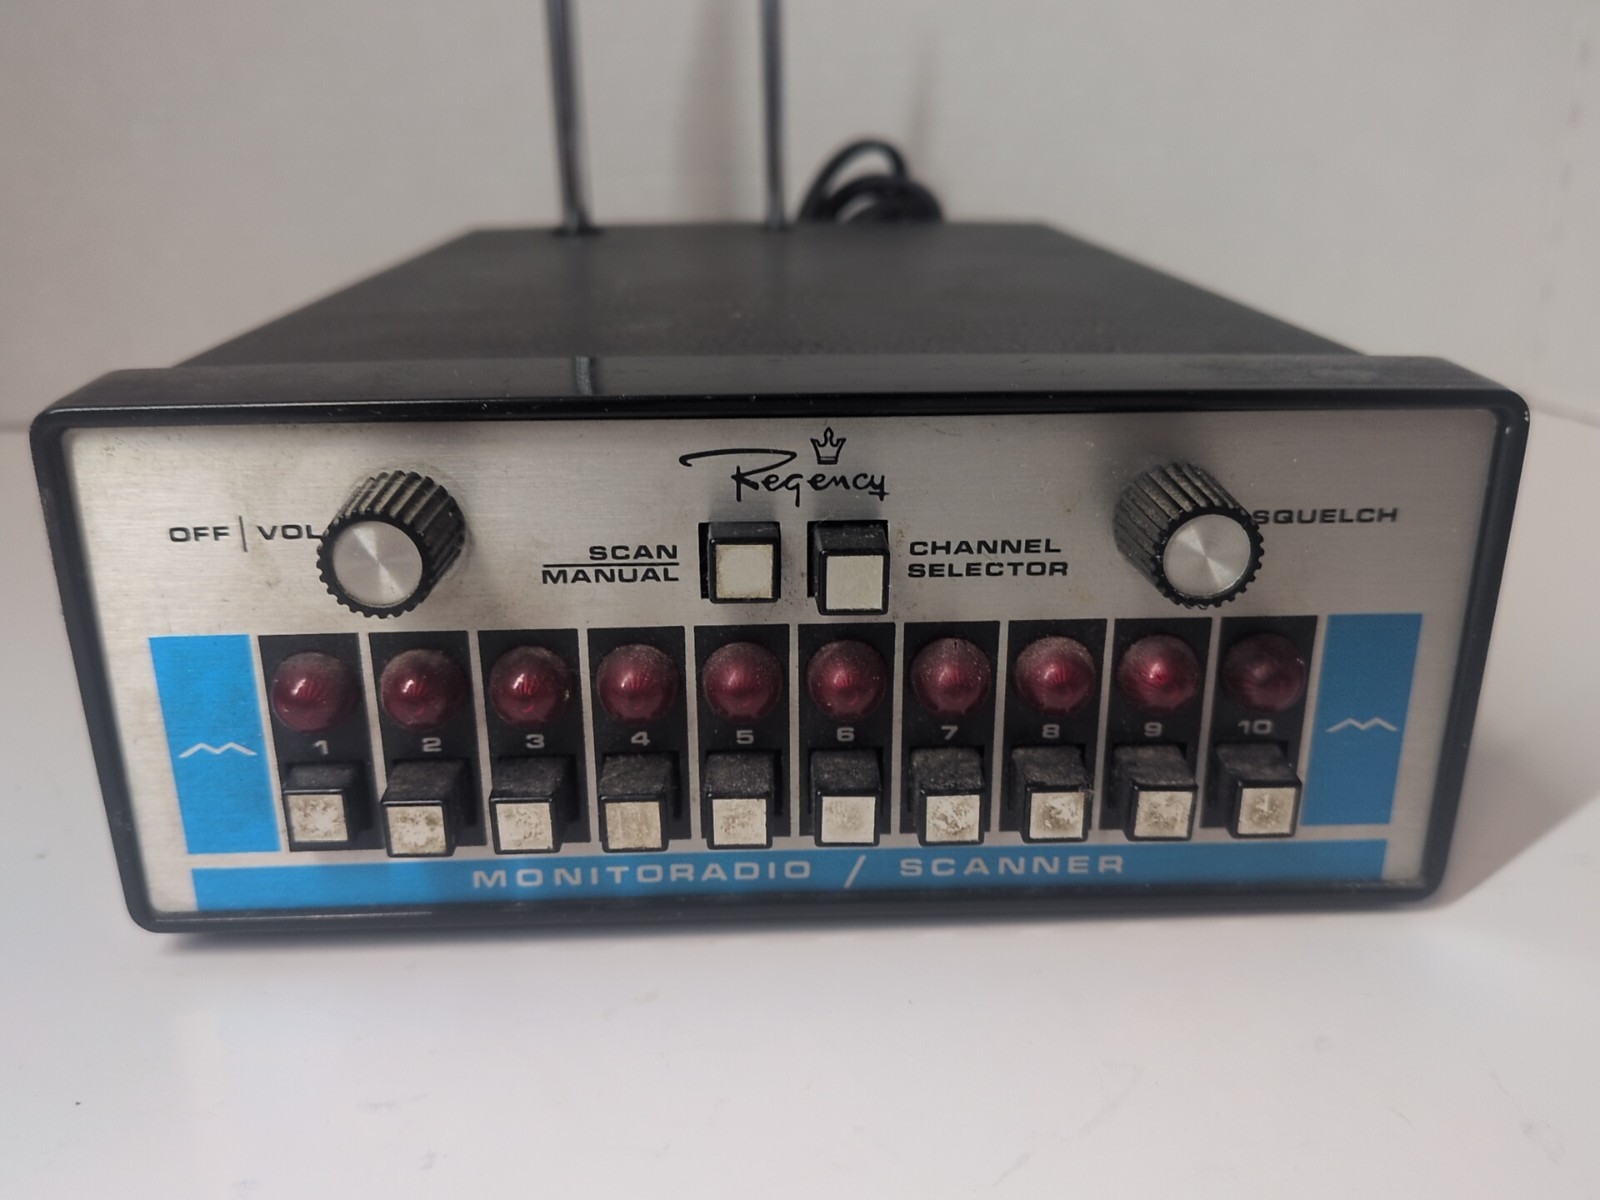 Regency
OFF | VOL
SCAN
MANUAL
CHANNEL
SELECTOR
SQUELCH
1 2 3 4 5 6 7 8 9 10
MONITORADIO / SCANNER